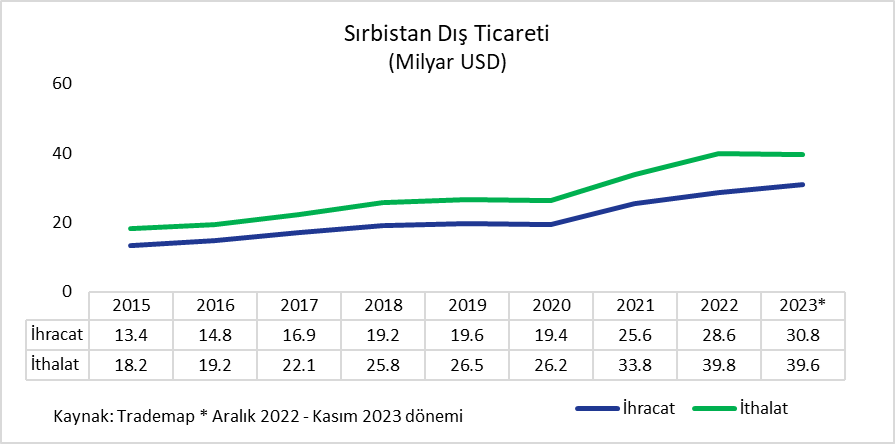 Sırbistan Dış Ticareti
(Milyar USD)
60
40
20
0
2015 2016 2017 2018 2019 2020 2021 2022 2023*
İhracat 13.4 14.8 16.9 19.2 19.6 19.4 25.6 28.6 30.8
İthalat 18.2 19.2 22.1 25.8 26.5 26.2 33.8 39.8 39.6
Kaynak: Trademap * Aralık 2022 - Kasım 2023 dönemi
İhracat İthalat